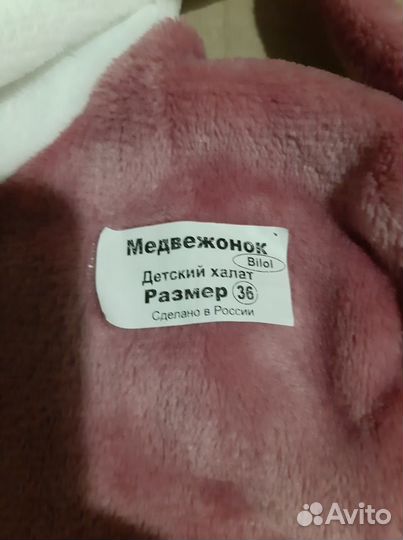 Медвежонок
Bilol
Детский халат
Размер 36
Сделано в России
Avito